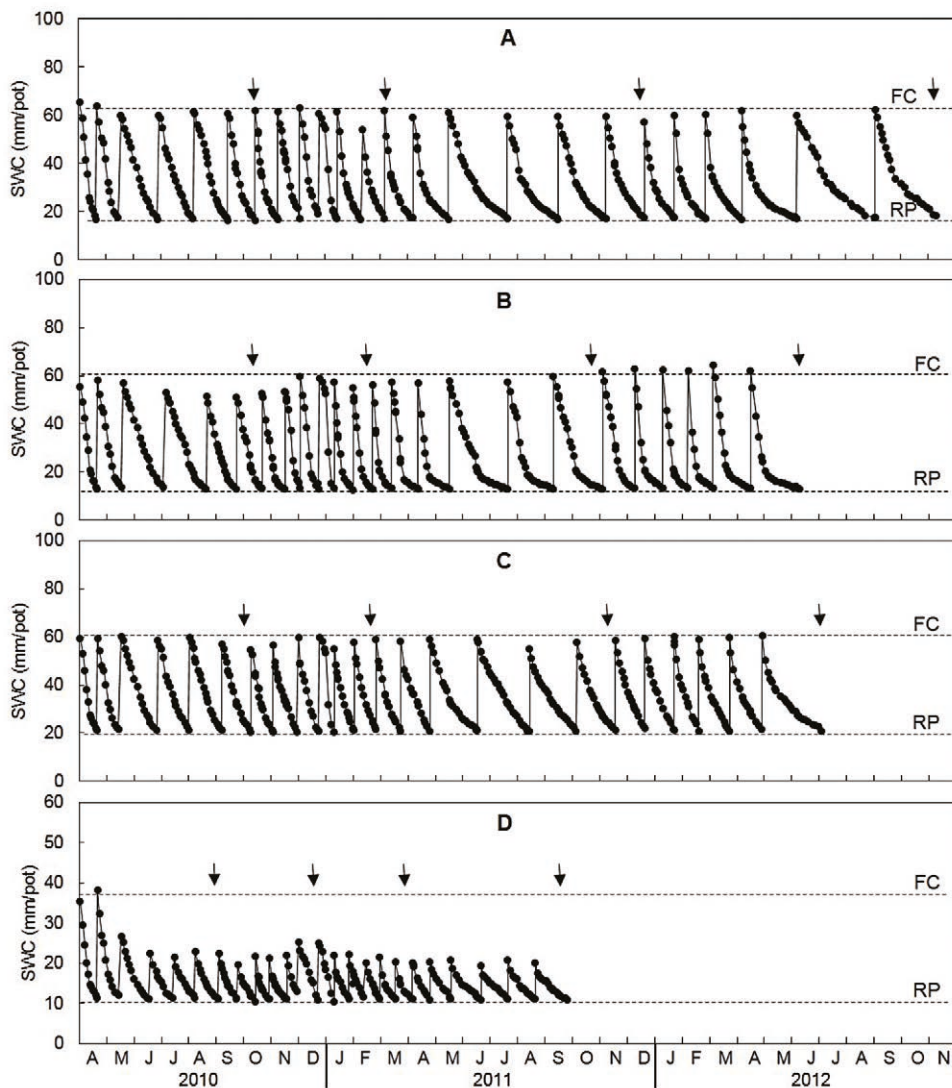 100
A
80
FC
60
SWC (mm/pot)
40
20
RP
0
100
B
80
FC
60
SWC (mm/pot)
40
20
RP
0
100
C
80
FC
60
SWC (mm/pot)
40
20
RP
0
60
D
50
40
FC
30
SWC (mm/pot)
20
10
RP
0
A M J J A S O N D J F M A M J J A S O N D J F M A M J J A S O N
2010 2011 2012